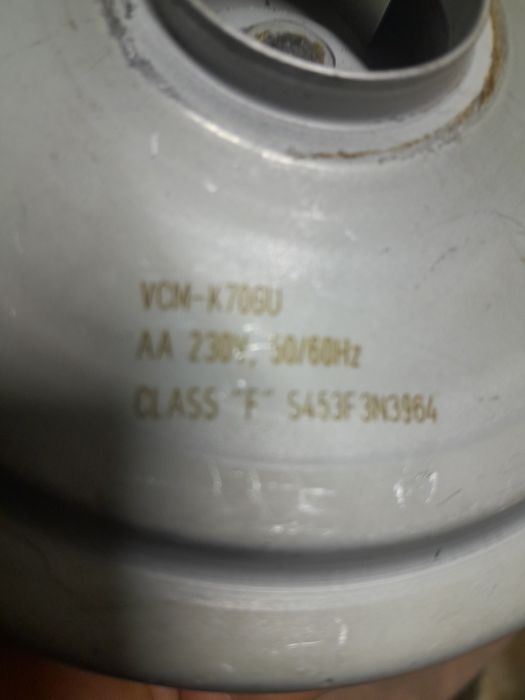 VCM-K70GU
AA 230V, 50/60Hz
CLASS "F" S453F3N3964